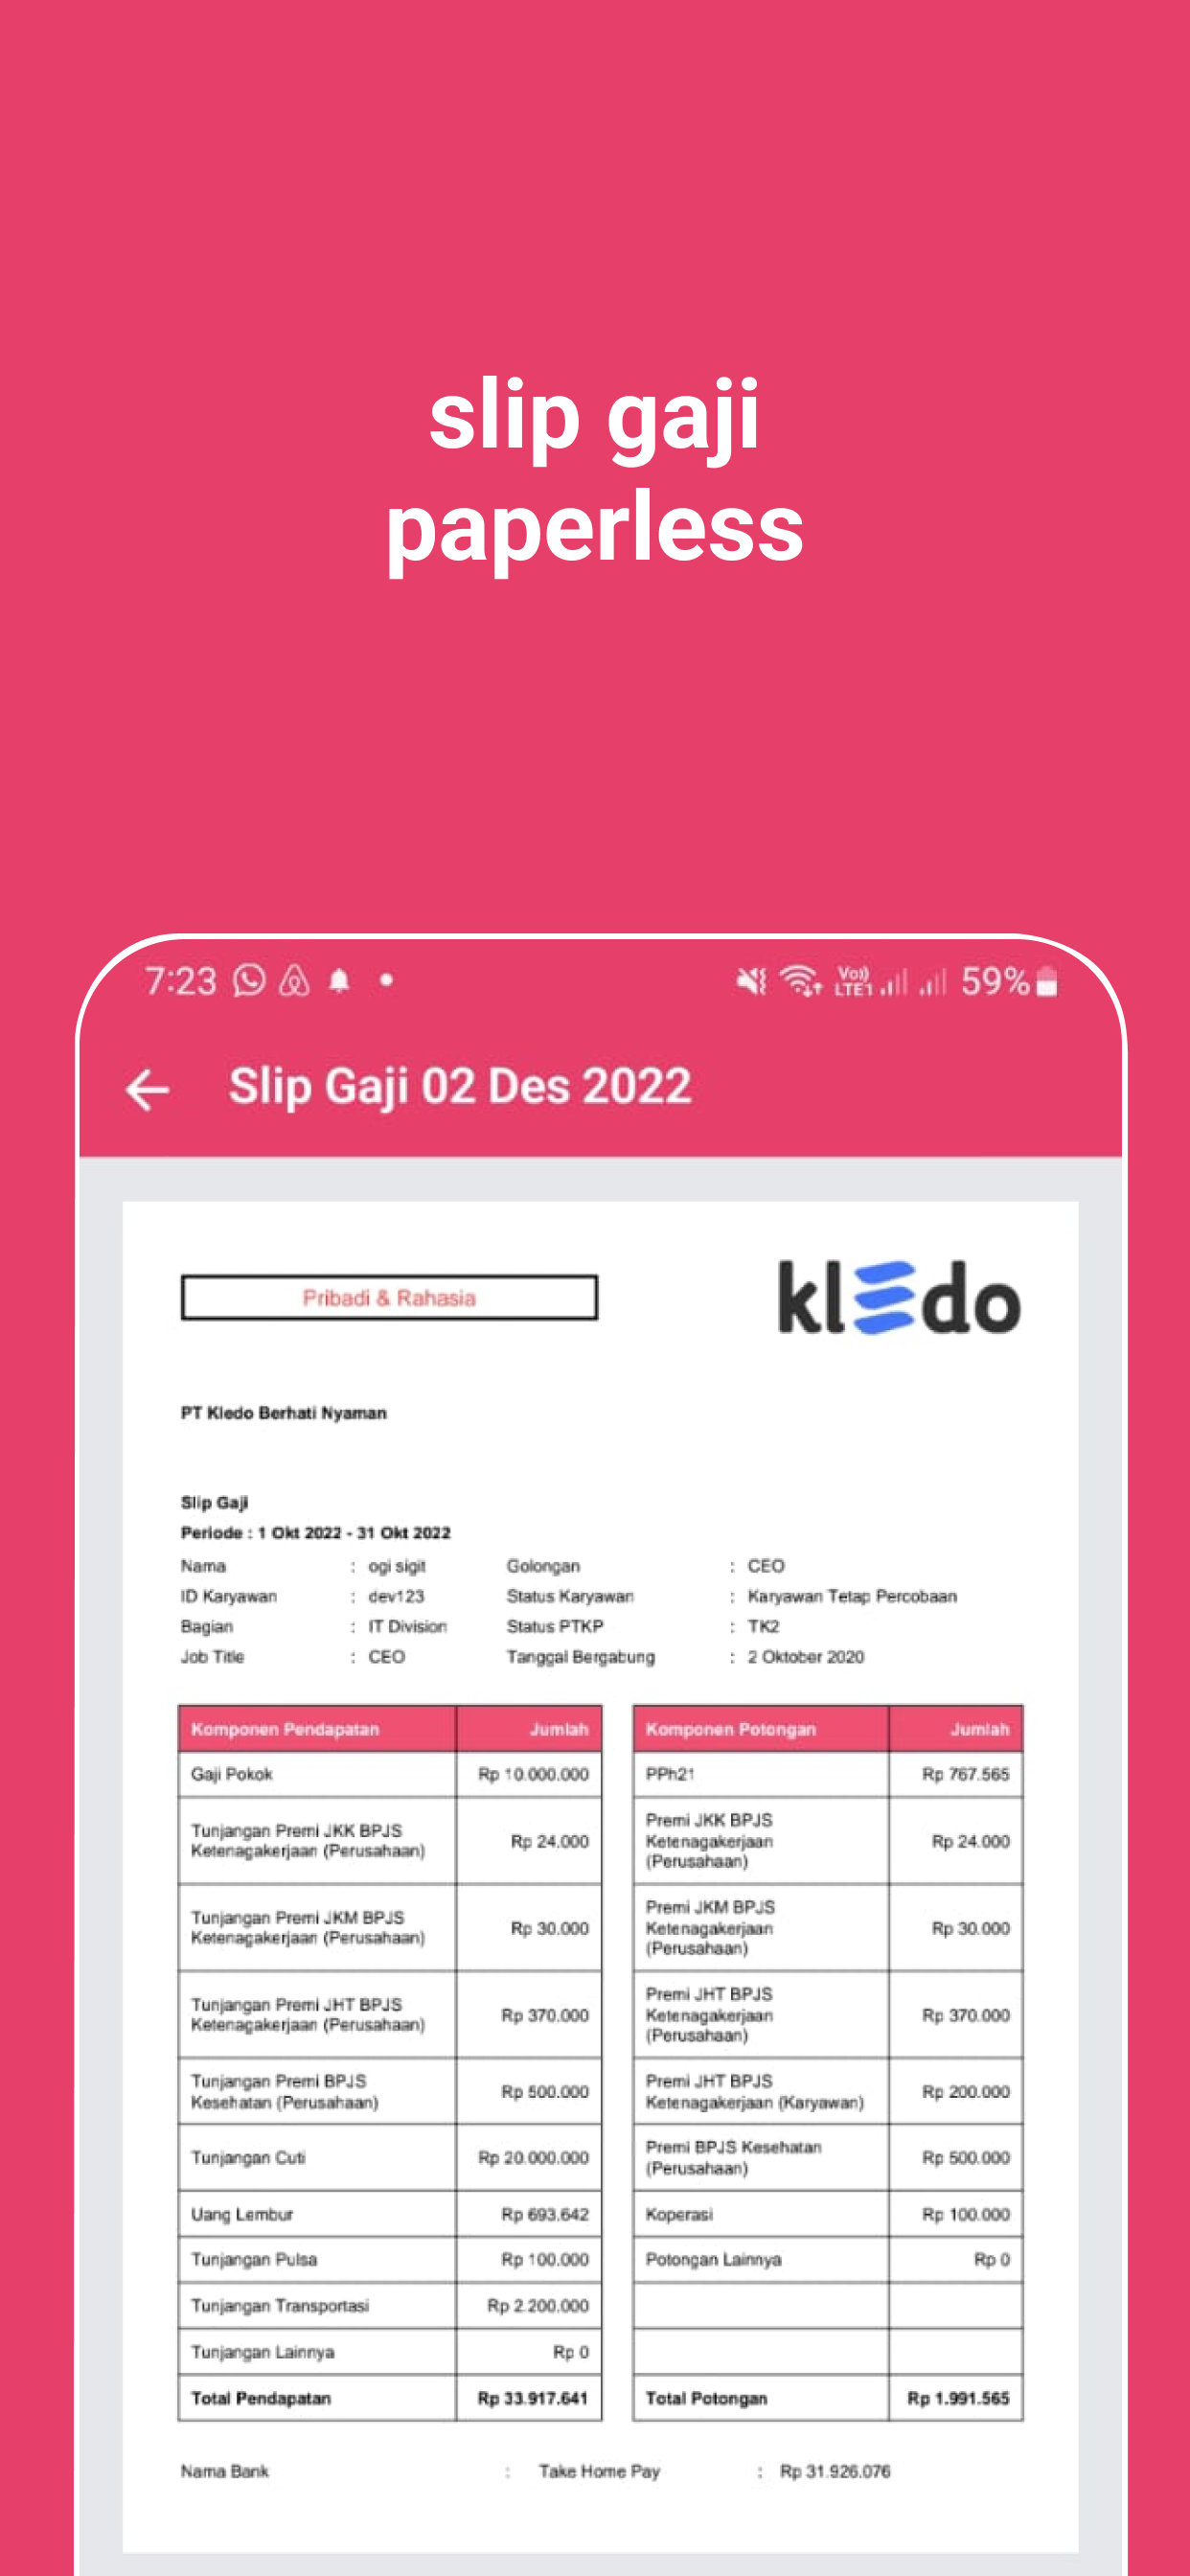 slip gaji
paperless
7:23 59%
Vo))
LTE1
Slip Gaji 02 Des 2022
Pribadi & Rahasia
kledo
PT Kledo Berhati Nyaman
Slip Gaji
Periode : 1 Okt 2022 - 31 Okt 2022
Nama : ogi sigit Golongan : CEO
ID Karyawan : dev123 Status Karyawan : Karyawan Tetap Percobaan
Bagian : IT Division Status PTKP : TK2
Job Title : CEO Tanggal Bergabung : 2 Oktober 2020
Komponen Pendapatan Jumlah
Gaji Pokok Rp 10.000.000
Tunjangan Premi JKK BPJS
Ketenagakerjaan (Perusahaan) Rp 24.000
Tunjangan Premi JKM BPJS
Ketenagakerjaan (Perusahaan) Rp 30.000
Tunjangan Premi JHT BPJS
Ketenagakerjaan (Perusahaan) Rp 370.000
Tunjangan Premi BPJS
Kesehatan (Perusahaan) Rp 500.000
Tunjangan Cuti Rp 20.000.000
Uang Lembur Rp 693.642
Tunjangan Pulsa Rp 100.000
Tunjangan Transportasi Rp 2.200.000
Tunjangan Lainnya Rp 0
Total Pendapatan Rp 33.917.641
Komponen Potongan Jumlah
PPh21 Rp 767.565
Premi JKK BPJS
Ketenagakerjaan
(Perusahaan) Rp 24.000
Premi JKM BPJS
Ketenagakerjaan
(Perusahaan) Rp 30.000
Premi JHT BPJS
Ketenagakerjaan
(Perusahaan) Rp 370.000
Premi JHT BPJS
Ketenagakerjaan (Karyawan) Rp 200.000
Premi BPJS Kesehatan
(Perusahaan) Rp 500.000
Koperasi Rp 100.000
Potongan Lainnya Rp 0
Total Potongan Rp 1.991.565
Nama Bank : Take Home Pay : Rp 31.926.076